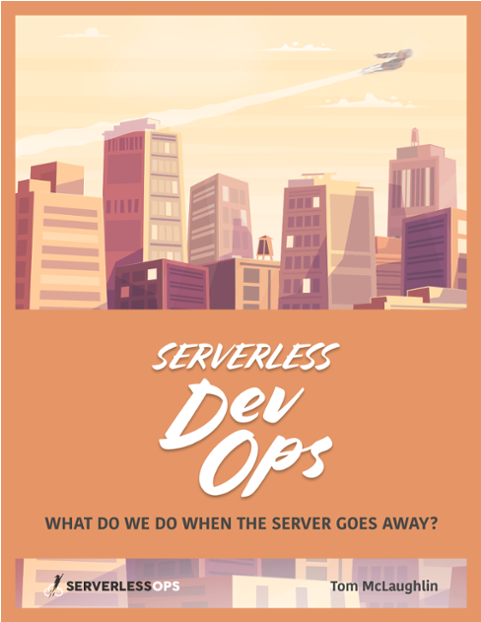 SERVERLESS
Dev
Ops
WHAT DO WE DO WHEN THE SERVER GOES AWAY?
SERVERLESSOPS
Tom McLaughlin